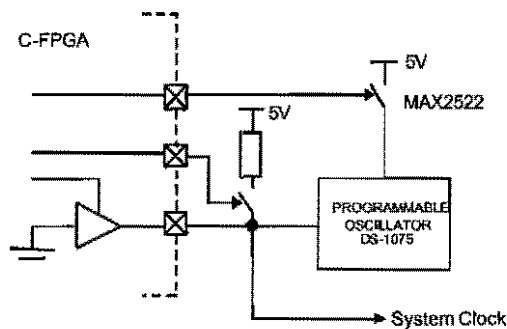 C-FPGA
5V
MAX2522
5V
PROGRAMMABLE
OSCILLATOR
DS-1075
System Clock